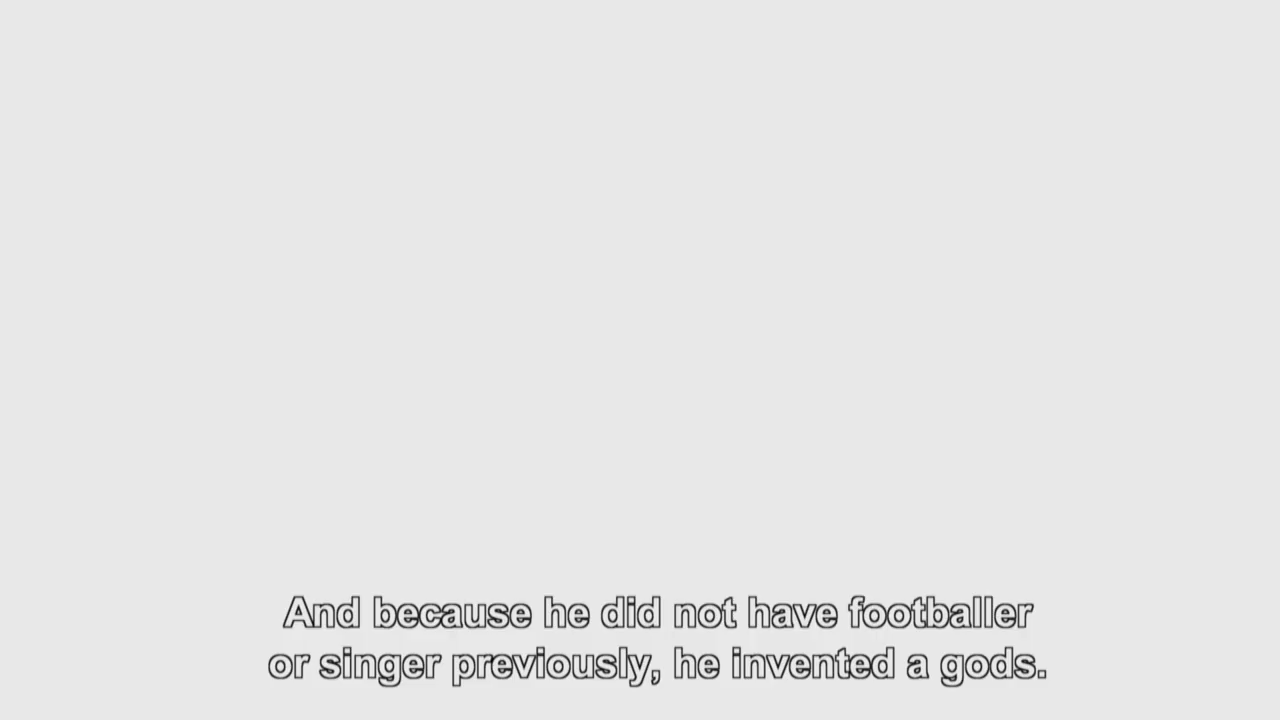 And because he did not have footballer
or singer previously, he invented a gods.